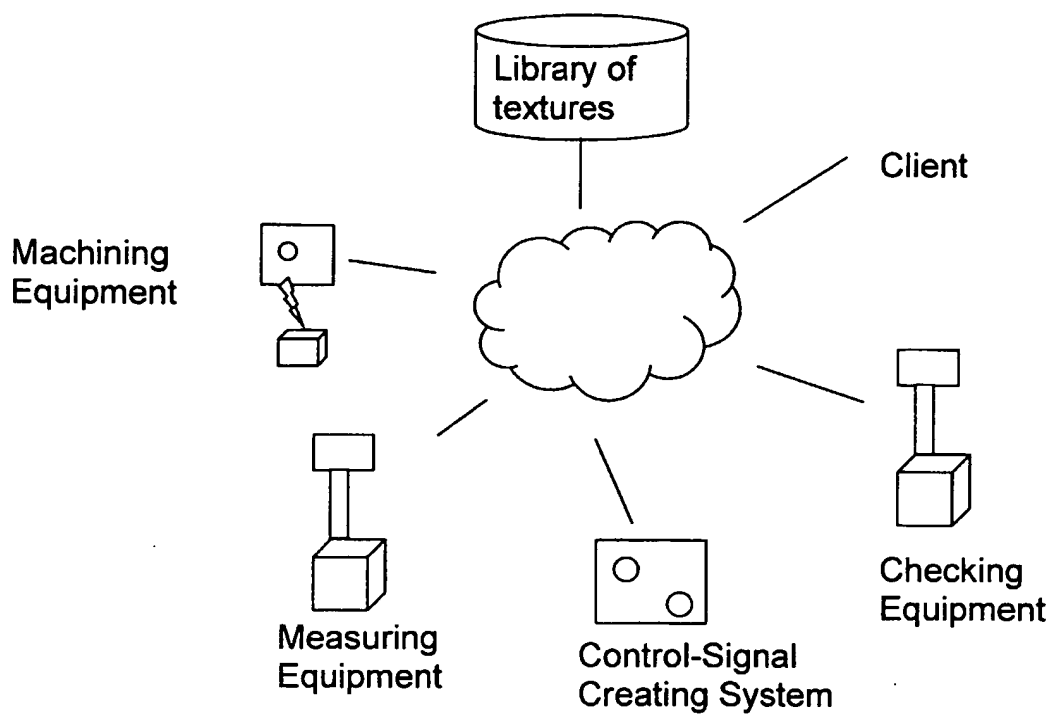 Library of
textures
Client
Machining
Equipment
Checking
Equipment
Measuring
Equipment
Control-Signal
Creating System